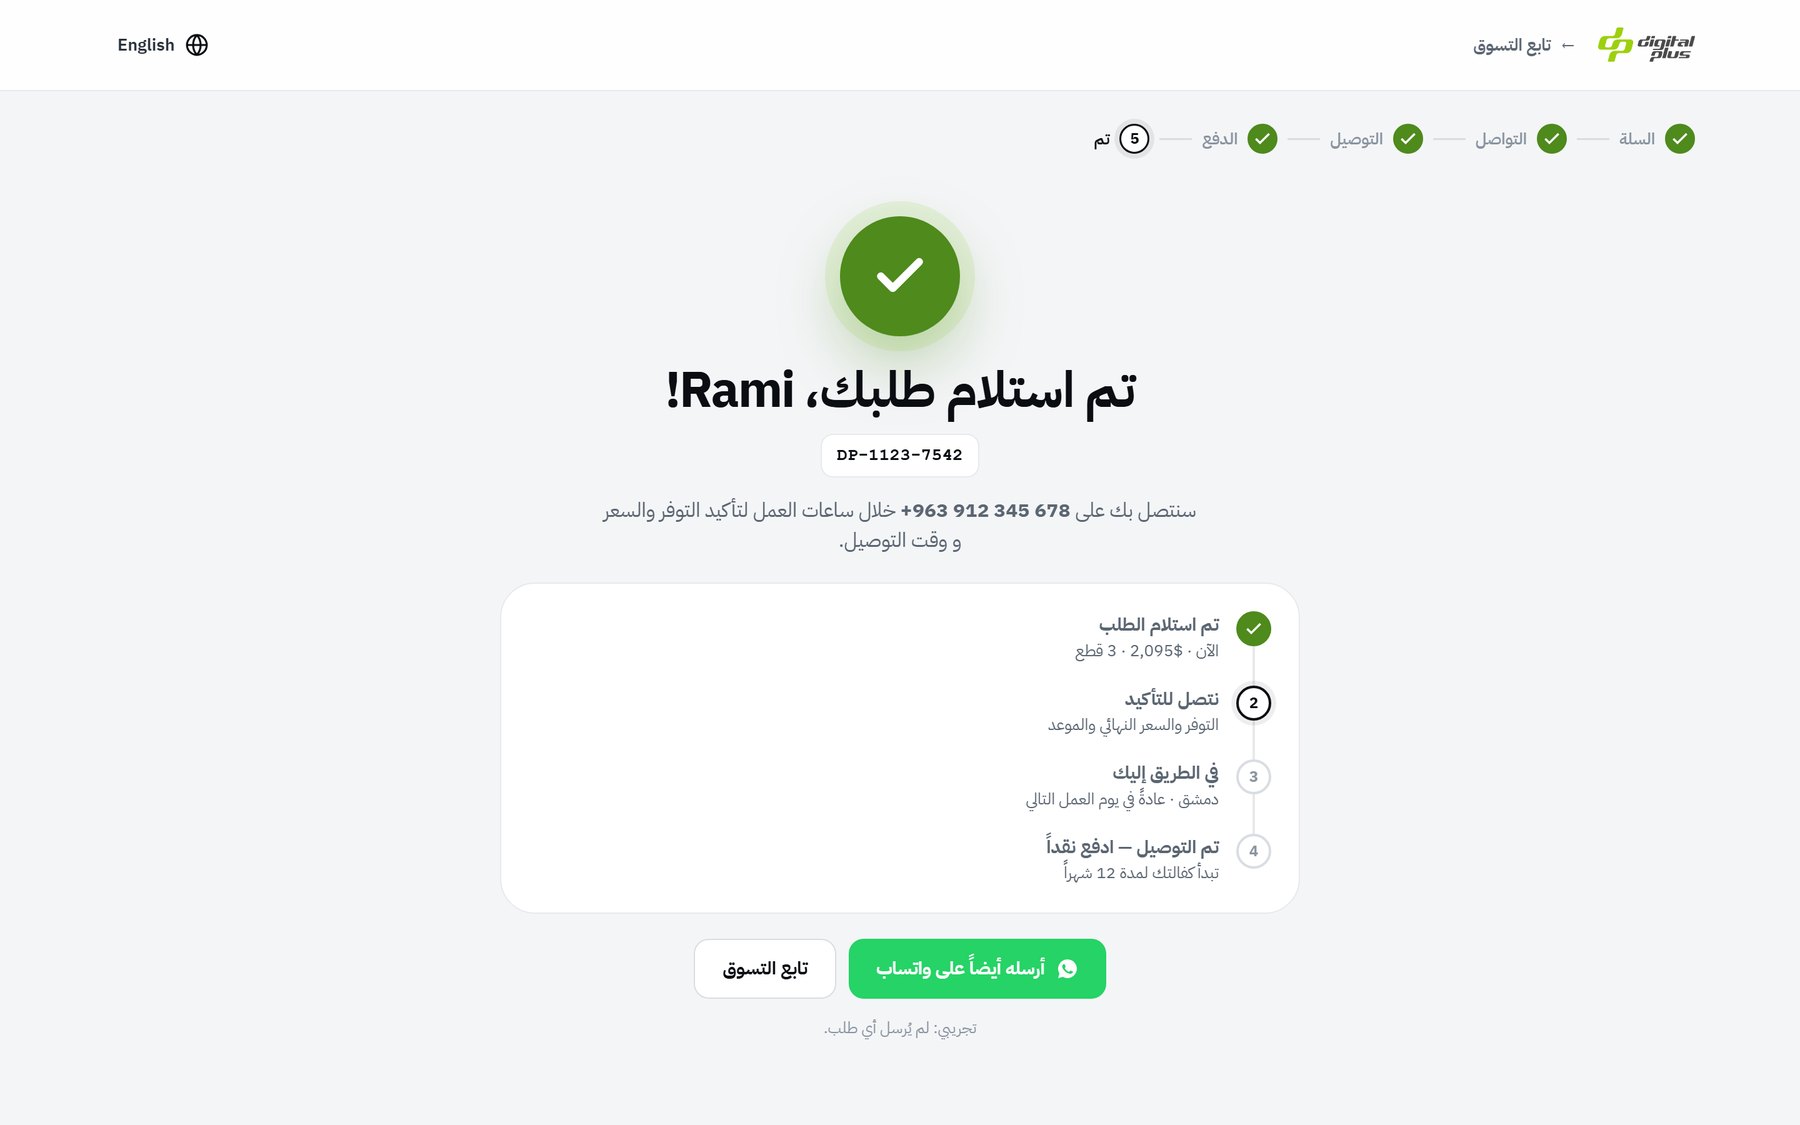 digital plus
← تابع التسوق
English
السلة
التواصل
التوصيل
الدفع
5 تم
تم استلام طلبك، Rami!
DP-1123-7542
سنتصل بك على +963 912 345 678 خلال ساعات العمل لتأكيد التوفر والسعر
و وقت التوصيل.
تم استلام الطلب
الآن · $2,095 · 3 قطع
2 نتصل للتأكيد
التوفر والسعر النهائي والموعد
3 في الطريق إليك
دمشق · عادةً في يوم العمل التالي
4 تم التوصيل — ادفع نقداً
تبدأ كفالتك لمدة 12 شهراً
أرسله أيضاً على واتساب
تابع التسوق
تجريبي: لم يُرسل أي طلب.